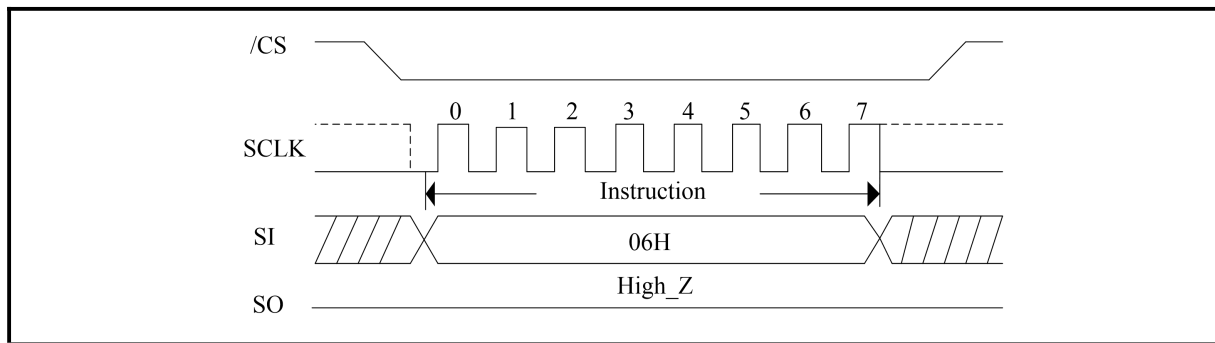 /CS
0 1 2 3 4 5 6 7
SCLK
Instruction
SI
06H
High_Z
SO